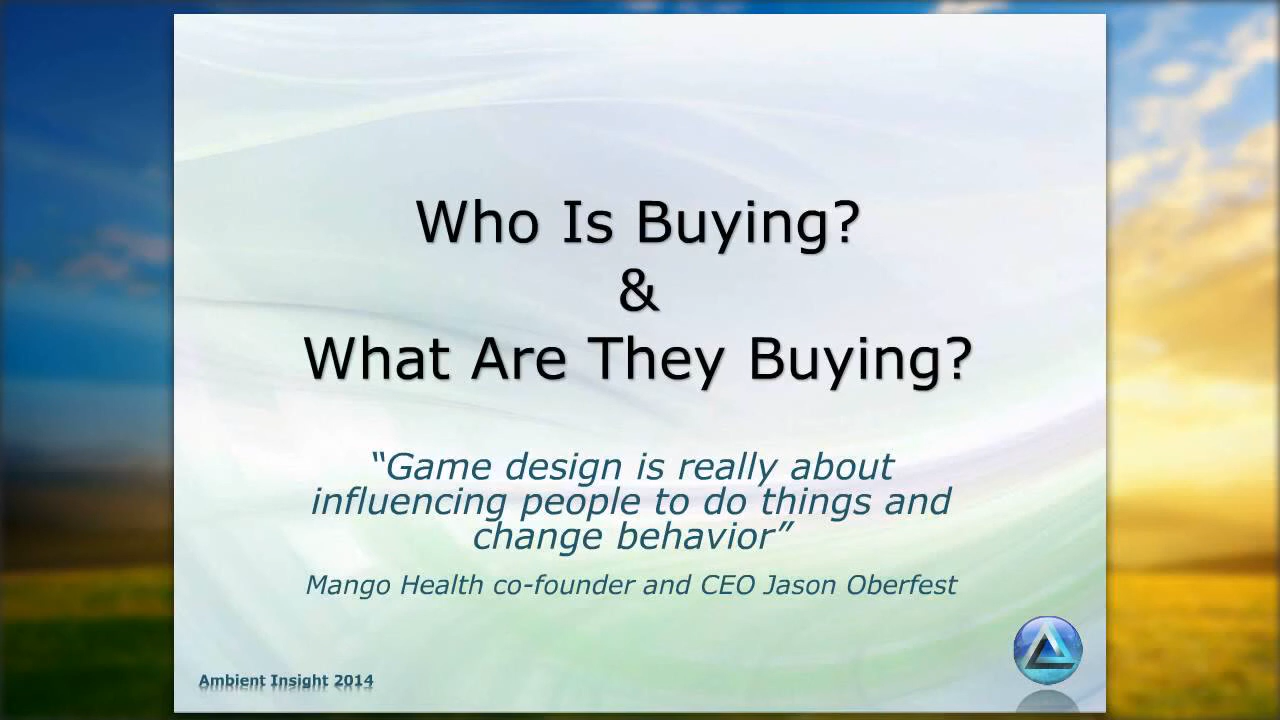 Who Is Buying?
&
What Are They Buying?
“Game design is really about
influencing people to do things and
change behavior”
Mango Health co-founder and CEO Jason Oberfest
Ambient Insight 2014